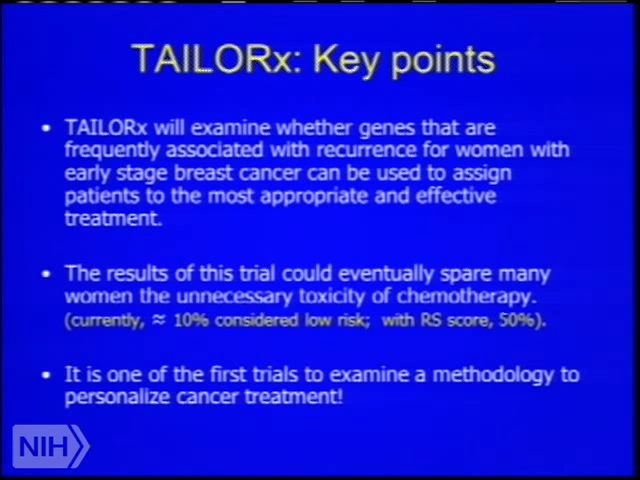 TAILORx: Key points
• TAILORx will examine whether genes that are
frequently associated with recurrence for women with
early stage breast cancer can be used to assign
patients to the most appropriate and effective
treatment.
• The results of this trial could eventually spare many
women the unnecessary toxicity of chemotherapy.
(currently, ≈ 10% considered low risk; with RS score, 50%).
• It is one of the first trials to examine a methodology to
personalize cancer treatment!
NIH